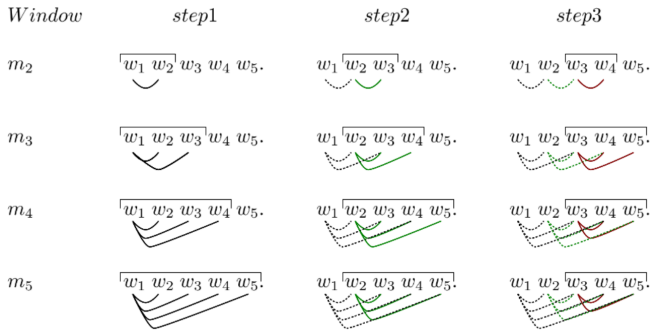 Window step1 step2 step3
m₂ w₁ w₂ w₃ w₄ w₅. w₁ w₂ w₃ w₄ w₅. w₁ w₂ w₃ w₄ w₅.
m₃ w₁ w₂ w₃ w₄ w₅. w₁ w₂ w₃ w₄ w₅. w₁ w₂ w₃ w₄ w₅.
m₄ w₁ w₂ w₃ w₄ w₅. w₁ w₂ w₃ w₄ w₅. w₁ w₂ w₃ w₄ w₅.
m₅ w₁ w₂ w₃ w₄ w₅. w₁ w₂ w₃ w₄ w₅. w₁ w₂ w₃ w₄ w₅.